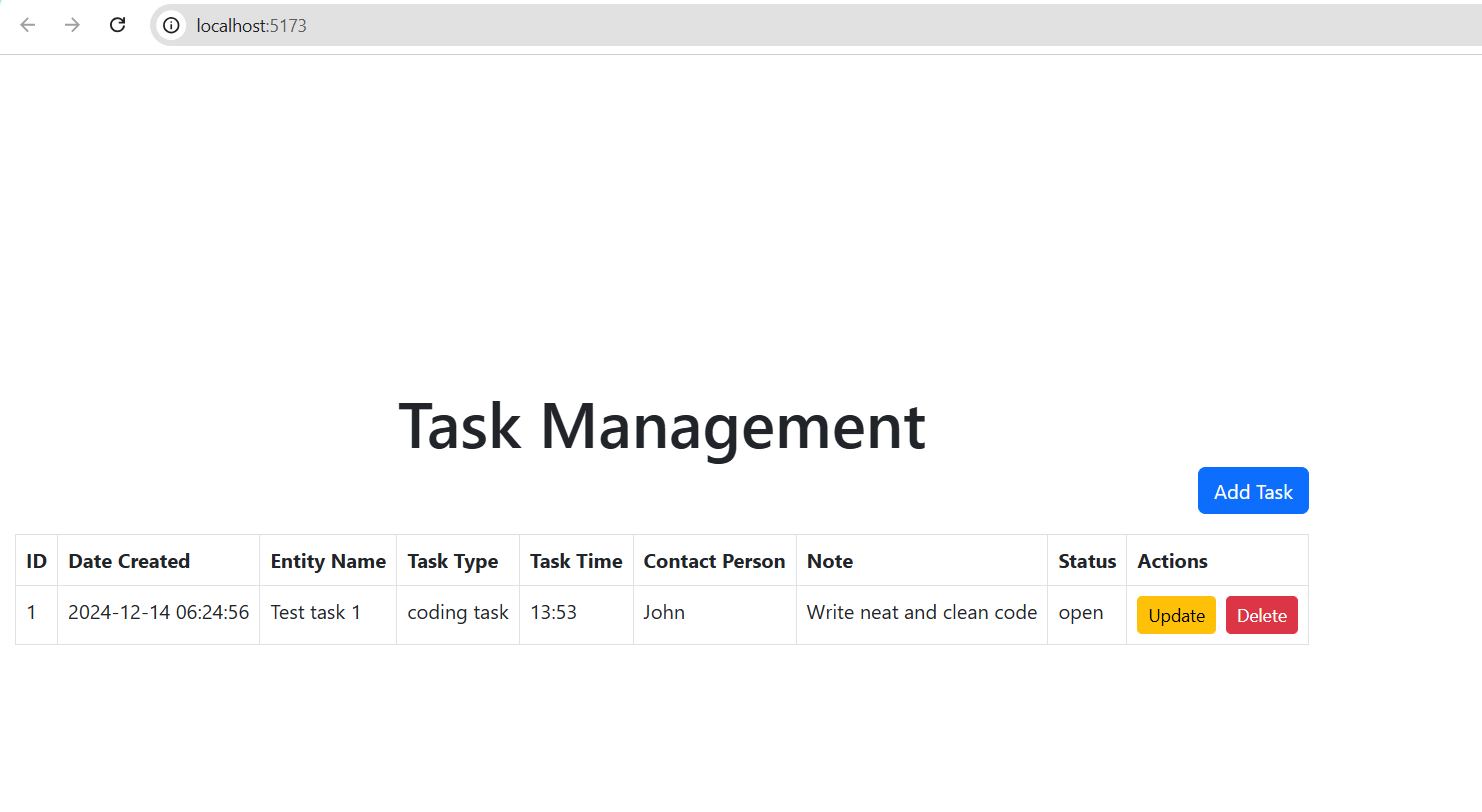 localhost:5173
Task Management
Add Task
ID Date Created Entity Name Task Type Task Time Contact Person Note Status Actions
1 2024-12-14 06:24:56 Test task 1 coding task 13:53 John Write neat and clean code open Update Delete